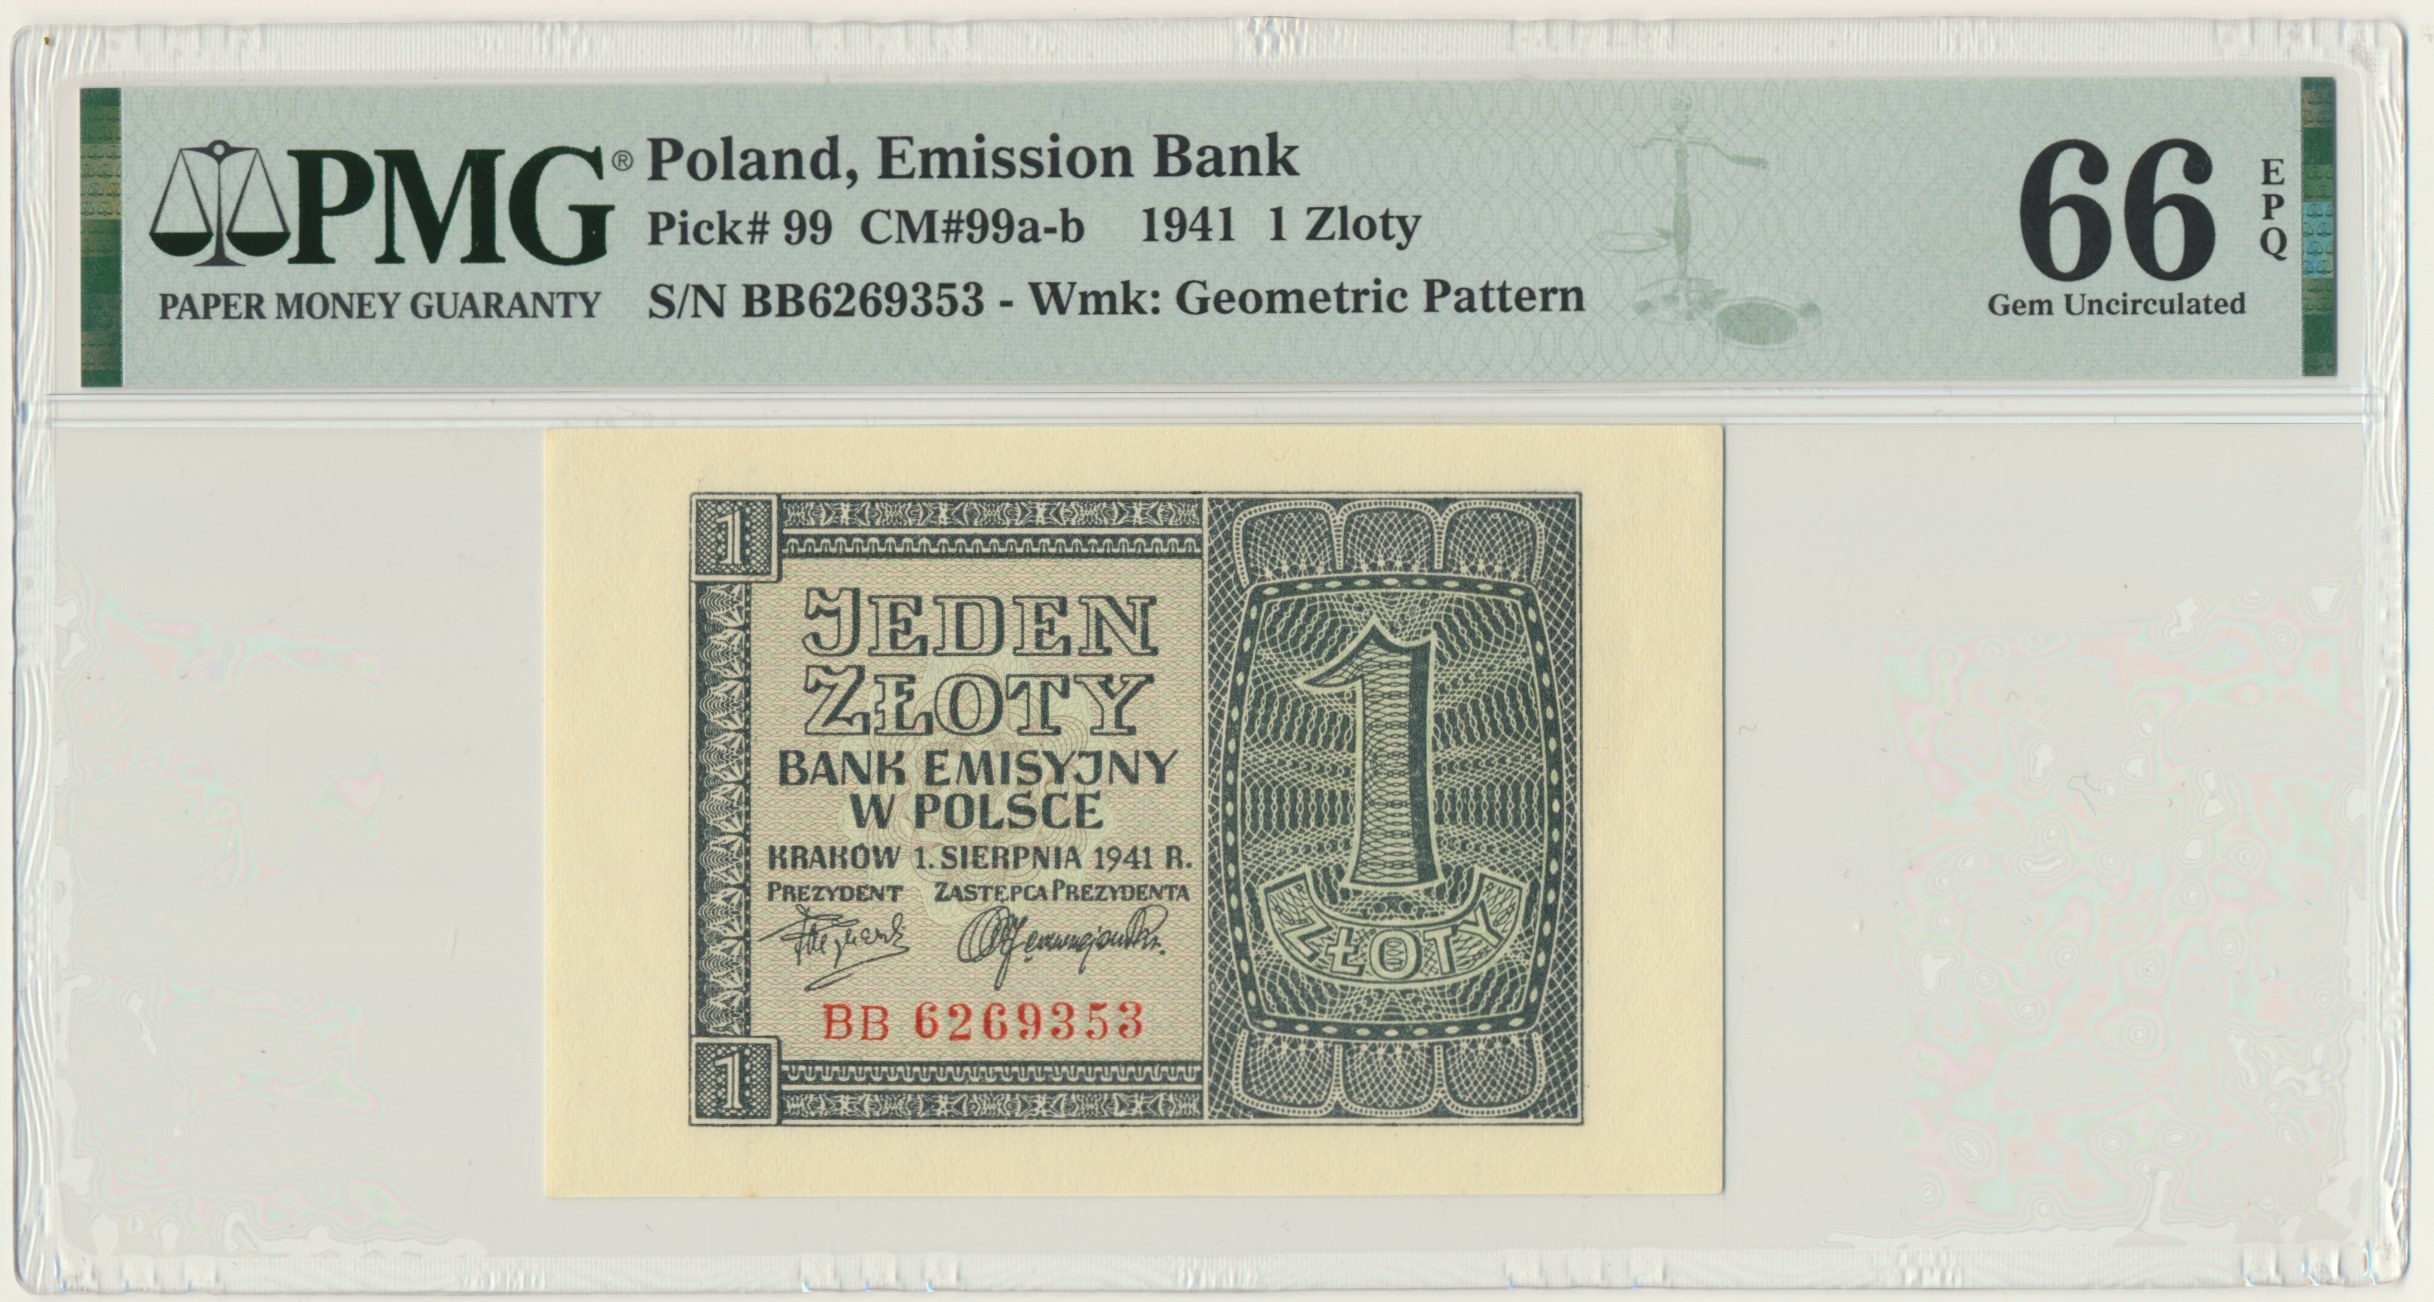 PMG®
PAPER MONEY GUARANTY
Poland, Emission Bank
Pick# 99 CM#99a-b 1941 1 Zloty
S/N BB6269353 - Wmk: Geometric Pattern
66
EPQ
Gem Uncirculated
1
JEDEN
ZŁOTY
BANK EMISYJNY
W POLSCE
KRAKÓW 1. SIERPNIA 1941 R.
PREZYDENT ZASTĘPCA PREZYDENTA
BB 6269353
1
1
ZŁOTY